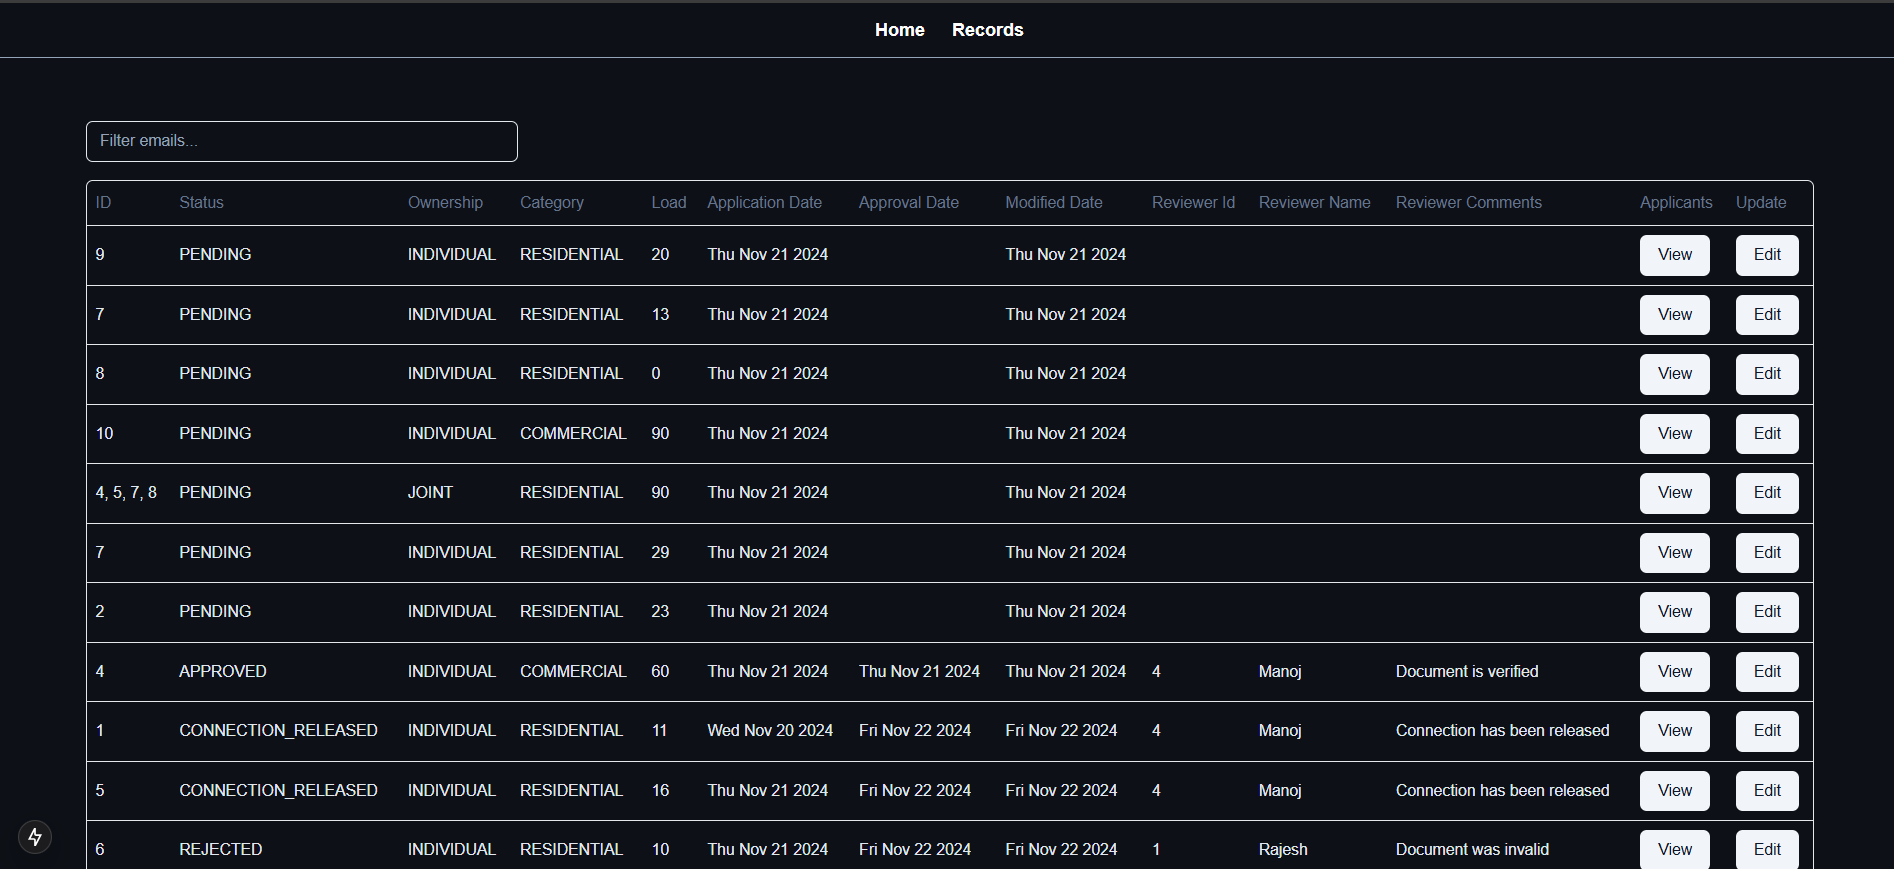 Home Records
Filter emails...
ID Status Ownership Category Load Application Date Approval Date Modified Date Reviewer Id Reviewer Name Reviewer Comments Applicants Update
9 PENDING INDIVIDUAL RESIDENTIAL 20 Thu Nov 21 2024 Thu Nov 21 2024 View Edit
7 PENDING INDIVIDUAL RESIDENTIAL 13 Thu Nov 21 2024 Thu Nov 21 2024 View Edit
8 PENDING INDIVIDUAL RESIDENTIAL 0 Thu Nov 21 2024 Thu Nov 21 2024 View Edit
10 PENDING INDIVIDUAL COMMERCIAL 90 Thu Nov 21 2024 Thu Nov 21 2024 View Edit
4, 5, 7, 8 PENDING JOINT RESIDENTIAL 90 Thu Nov 21 2024 Thu Nov 21 2024 View Edit
7 PENDING INDIVIDUAL RESIDENTIAL 29 Thu Nov 21 2024 Thu Nov 21 2024 View Edit
2 PENDING INDIVIDUAL RESIDENTIAL 23 Thu Nov 21 2024 Thu Nov 21 2024 View Edit
4 APPROVED INDIVIDUAL COMMERCIAL 60 Thu Nov 21 2024 Thu Nov 21 2024 Thu Nov 21 2024 4 Manoj Document is verified View Edit
1 CONNECTION_RELEASED INDIVIDUAL RESIDENTIAL 11 Wed Nov 20 2024 Fri Nov 22 2024 Fri Nov 22 2024 4 Manoj Connection has been released View Edit
5 CONNECTION_RELEASED INDIVIDUAL RESIDENTIAL 16 Thu Nov 21 2024 Fri Nov 22 2024 Fri Nov 22 2024 4 Manoj Connection has been released View Edit
6 REJECTED INDIVIDUAL RESIDENTIAL 10 Thu Nov 21 2024 Fri Nov 22 2024 Fri Nov 22 2024 1 Rajesh Document was invalid View Edit